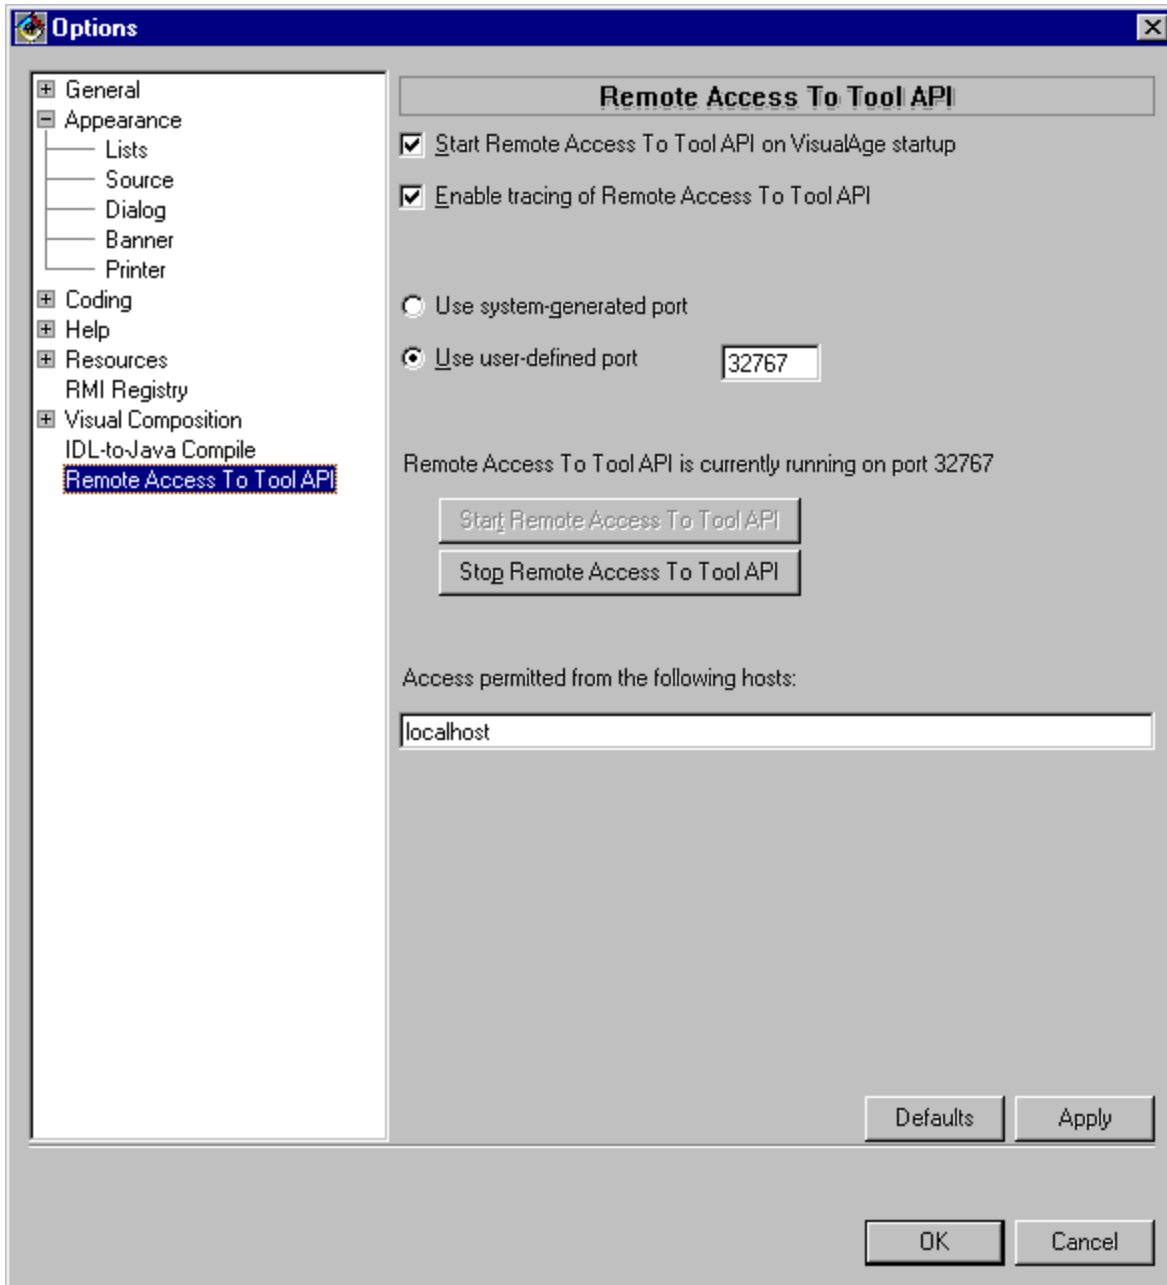 Options
General
Appearance
Lists
Source
Dialog
Banner
Printer
Coding
Help
Resources
RMI Registry
Visual Composition
IDL-to-Java Compile
Remote Access To Tool API
Remote Access To Tool API
Start Remote Access To Tool API on VisualAge startup
Enable tracing of Remote Access To Tool API
Use system-generated port
Use user-defined port 32767
Remote Access To Tool API is currently running on port 32767
Start Remote Access To Tool API
Stop Remote Access To Tool API
Access permitted from the following hosts:
localhost
Defaults Apply
OK Cancel